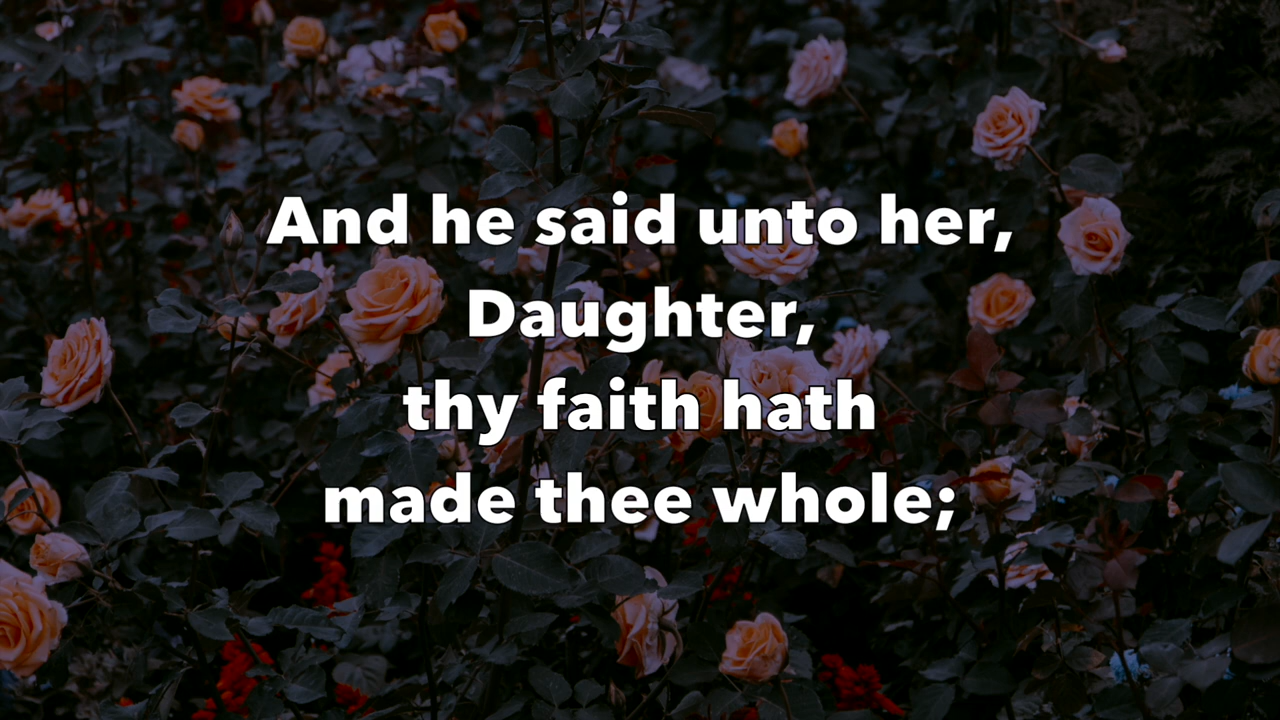 And he said unto her,
Daughter,
thy faith hath
made thee whole;